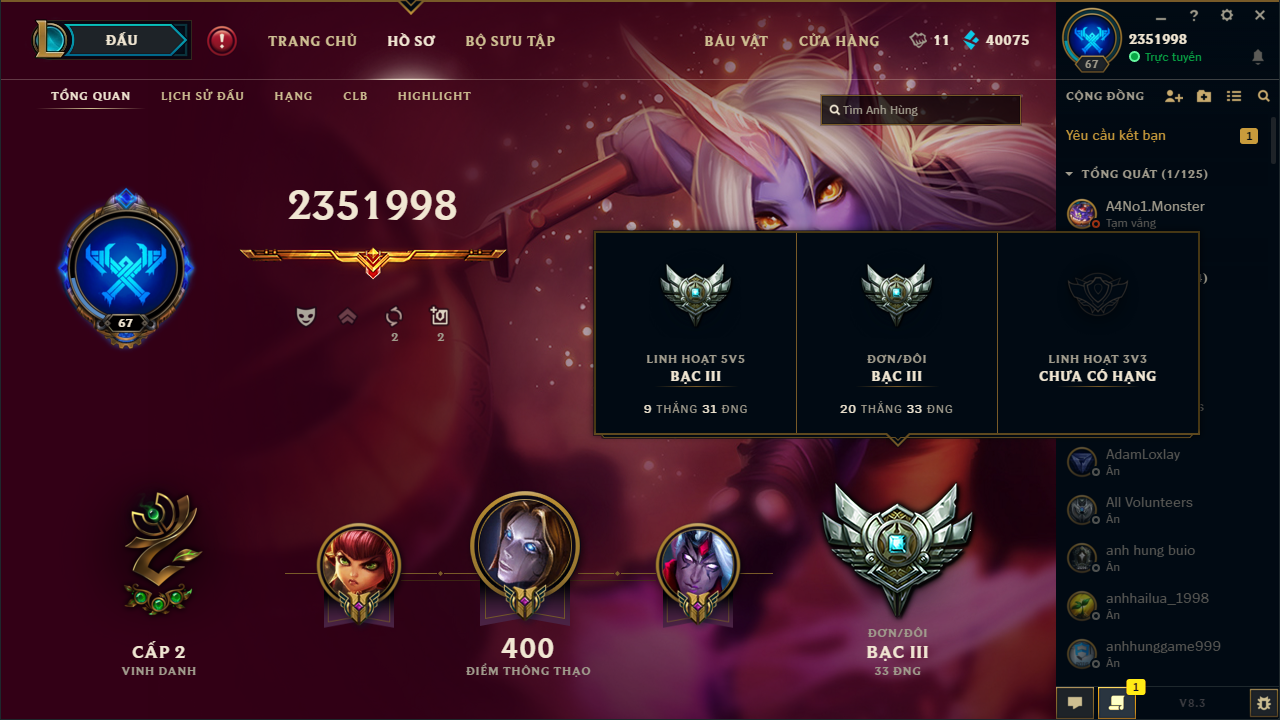 ĐẤU
TRANG CHỦ
HỒ SƠ
BỘ SƯU TẬP
BÁU VẬT
CỬA HÀNG
11
40075
2351998
Trực tuyến
67
TỔNG QUAN
LỊCH SỬ ĐẤU
HẠNG
CLB
HIGHLIGHT
Tìm Anh Hùng
CỘNG ĐỒNG
Yêu cầu kết bạn
1
TỔNG QUÁT (1/125)
A4No1.Monster
Tạm vắng
2351998
67
2
2
LINH HOẠT 5V5
BẠC III
9 THẮNG 31 ĐNG
ĐƠN/ĐÔI
BẠC III
20 THẮNG 33 ĐNG
LINH HOẠT 3V3
CHƯA CÓ HẠNG
AdamLoxlay
Ẩn
All Volunteers
Ẩn
anh hung buio
Ẩn
anhhailua_1998
Ẩn
anhhunggame999
Ẩn
CẤP 2
VINH DANH
400
ĐIỂM THÔNG THẠO
ĐƠN/ĐÔI
BẠC III
33 ĐNG
1
V8.3